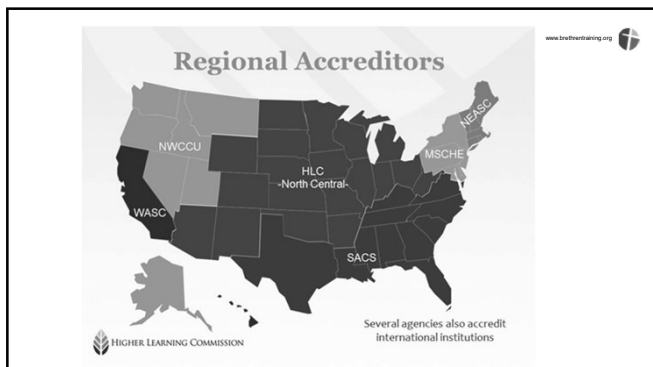 www.brethrentraining.org
Regional Accreditors
NWCCU
HLC
-North Central-
MSCHE
NEASC
WASC
SACS
Several agencies also accredit
international institutions
HIGHER LEARNING COMMISSION